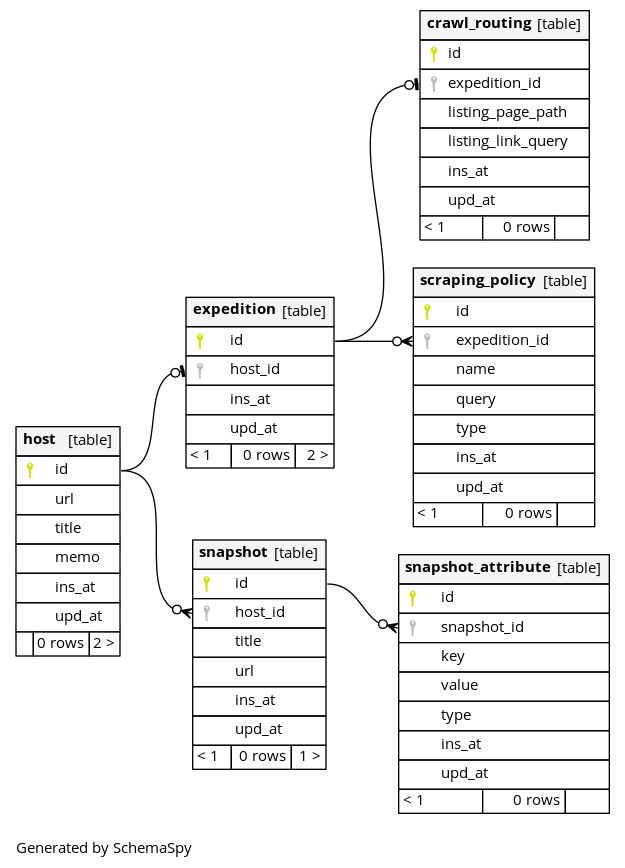 crawl_routing [table]
id
expedition_id
listing_page_path
listing_link_query
ins_at
upd_at
< 1 0 rows
scraping_policy [table]
id
expedition_id
name
query
type
ins_at
upd_at
< 1 0 rows
expedition [table]
id
host_id
ins_at
upd_at
< 1 0 rows 2 >
host [table]
id
url
title
memo
ins_at
upd_at
0 rows 2 >
snapshot [table]
id
host_id
title
url
ins_at
upd_at
< 1 0 rows 1 >
snapshot_attribute [table]
id
snapshot_id
key
value
type
ins_at
upd_at
< 1 0 rows
Generated by SchemaSpy